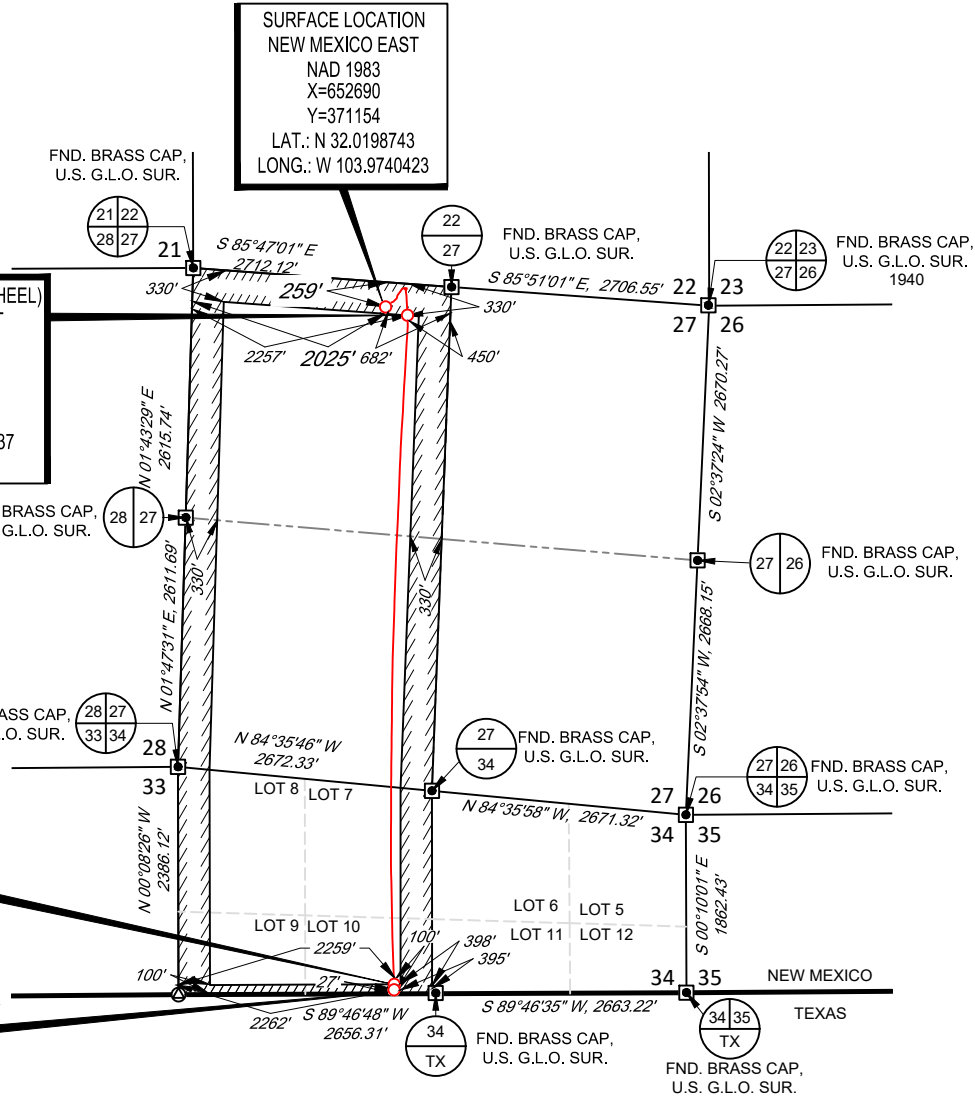 SURFACE LOCATION
NEW MEXICO EAST
NAD 1983
X=652690
Y=371154
LAT.: N 32.0198743
LONG.: W 103.9740423
FND. BRASS CAP,
U.S. G.L.O. SUR.
21 22
28 27
21
S 85°47'01" E
2712.12'
22
27
FND. BRASS CAP,
U.S. G.L.O. SUR.
S 85°51'01" E, 2706.55'
22 23
27 26
22 23
27 26
FND. BRASS CAP,
U.S. G.L.O. SUR.
1940
HEEL)
37
330'
259'
330'
2257'
2025'
682'
450'
N 01°43'29" E
2615.74'
S 02°37'24" W 2670.27'
BRASS CAP,
G.L.O. SUR.
28 27
330'
330'
27 26
FND. BRASS CAP,
U.S. G.L.O. SUR.
N 01°47'31" E, 2611.69'
S 02°37'54" W, 2668.15'
ASS CAP,
.O. SUR.
28 27
33 34
28
33
N 84°35'46" W
2672.33'
27
34
FND. BRASS CAP,
U.S. G.L.O. SUR.
N 84°35'58" W, 2671.32'
27 26
34 35
27 26
34 35
FND. BRASS CAP,
U.S. G.L.O. SUR.
LOT 8
LOT 7
N 00°08'26" W
2386.12'
S 00°10'01" E
1862.43'
LOT 6
LOT 5
LOT 9
LOT 10
LOT 11
LOT 12
2259'
100'
398'
395'
100'
27'
2262'
S 89°46'48" W
2656.31'
S 89°46'35" W, 2663.22'
34 35
NEW MEXICO
TEXAS
34
TX
FND. BRASS CAP,
U.S. G.L.O. SUR.
34 35
TX
FND. BRASS CAP,
U.S. G.L.O. SUR.